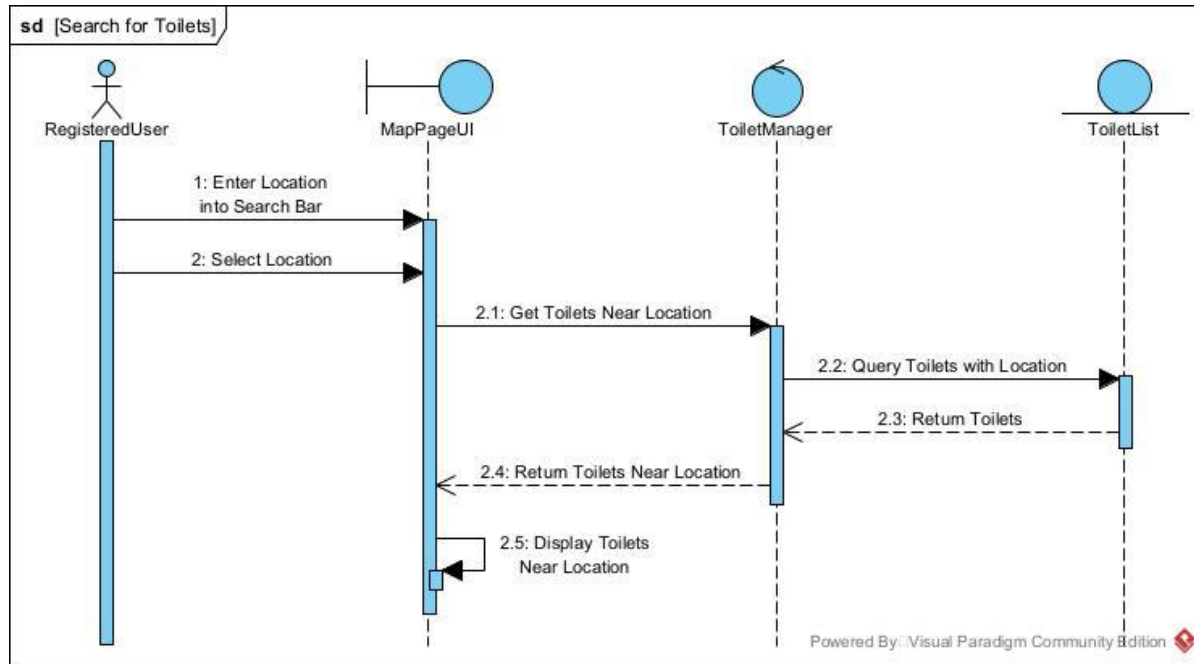 sd [Search for Toilets]
RegisteredUser
MapPageUI
ToiletManager
ToiletList
1: Enter Location
into Search Bar
2: Select Location
2.1: Get Toilets Near Location
2.2: Query Toilets with Location
2.3: Return Toilets
2.4: Return Toilets Near Location
2.5: Display Toilets
Near Location
Powered By Visual Paradigm Community Edition